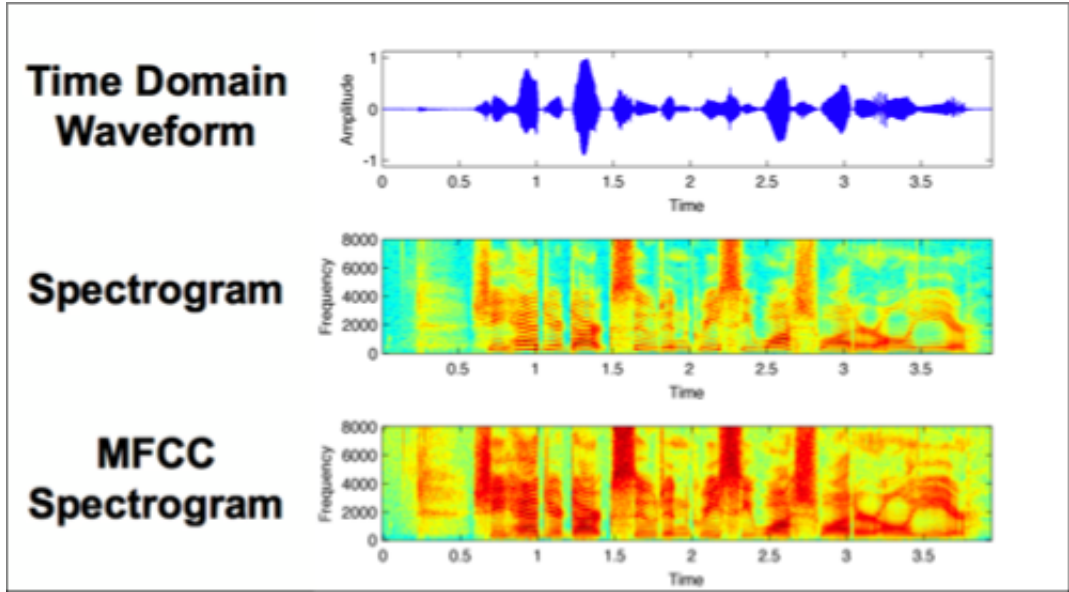 Time Domain
Waveform
Amplitude
1
0
-1
0 0.5 1 1.5 2 2.5 3 3.5
Time
Spectrogram
Frequency
8000
6000
4000
2000
0
0.5 1 1.5 2 2.5 3 3.5
Time
MFCC
Spectrogram
Frequency
8000
6000
4000
2000
0
0 0.5 1 1.5 2 2.5 3 3.5
Time